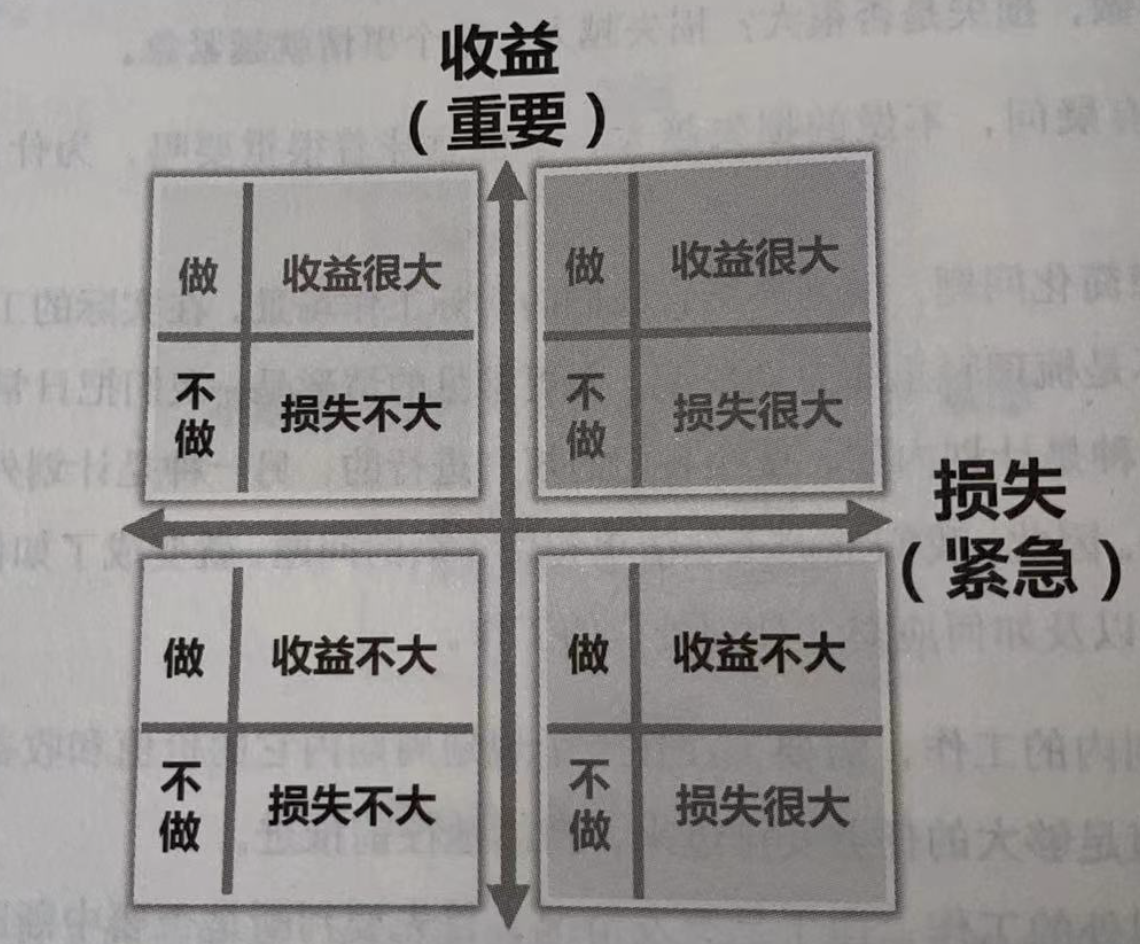 收益
（重要）
做 收益很大
不做 损失不大
做 收益很大
不做 损失很大
损失
（紧急）
做 收益不大
不做 损失不大
做 收益不大
不做 损失很大